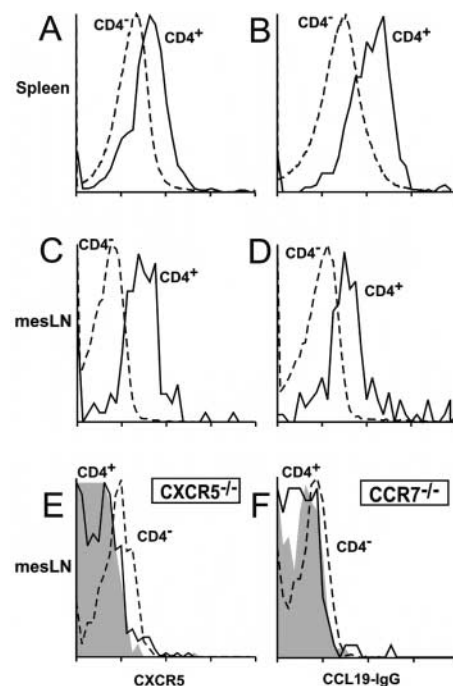 A
CD4-
CD4+
B
CD4-
CD4+
Spleen
C
CD4-
CD4+
D
CD4-
CD4+
mesLN
E
CD4+
CXCR5-/-
CD4-
F
CD4+
CCR7-/-
CD4-
mesLN
CXCR5
CCL19-IgG